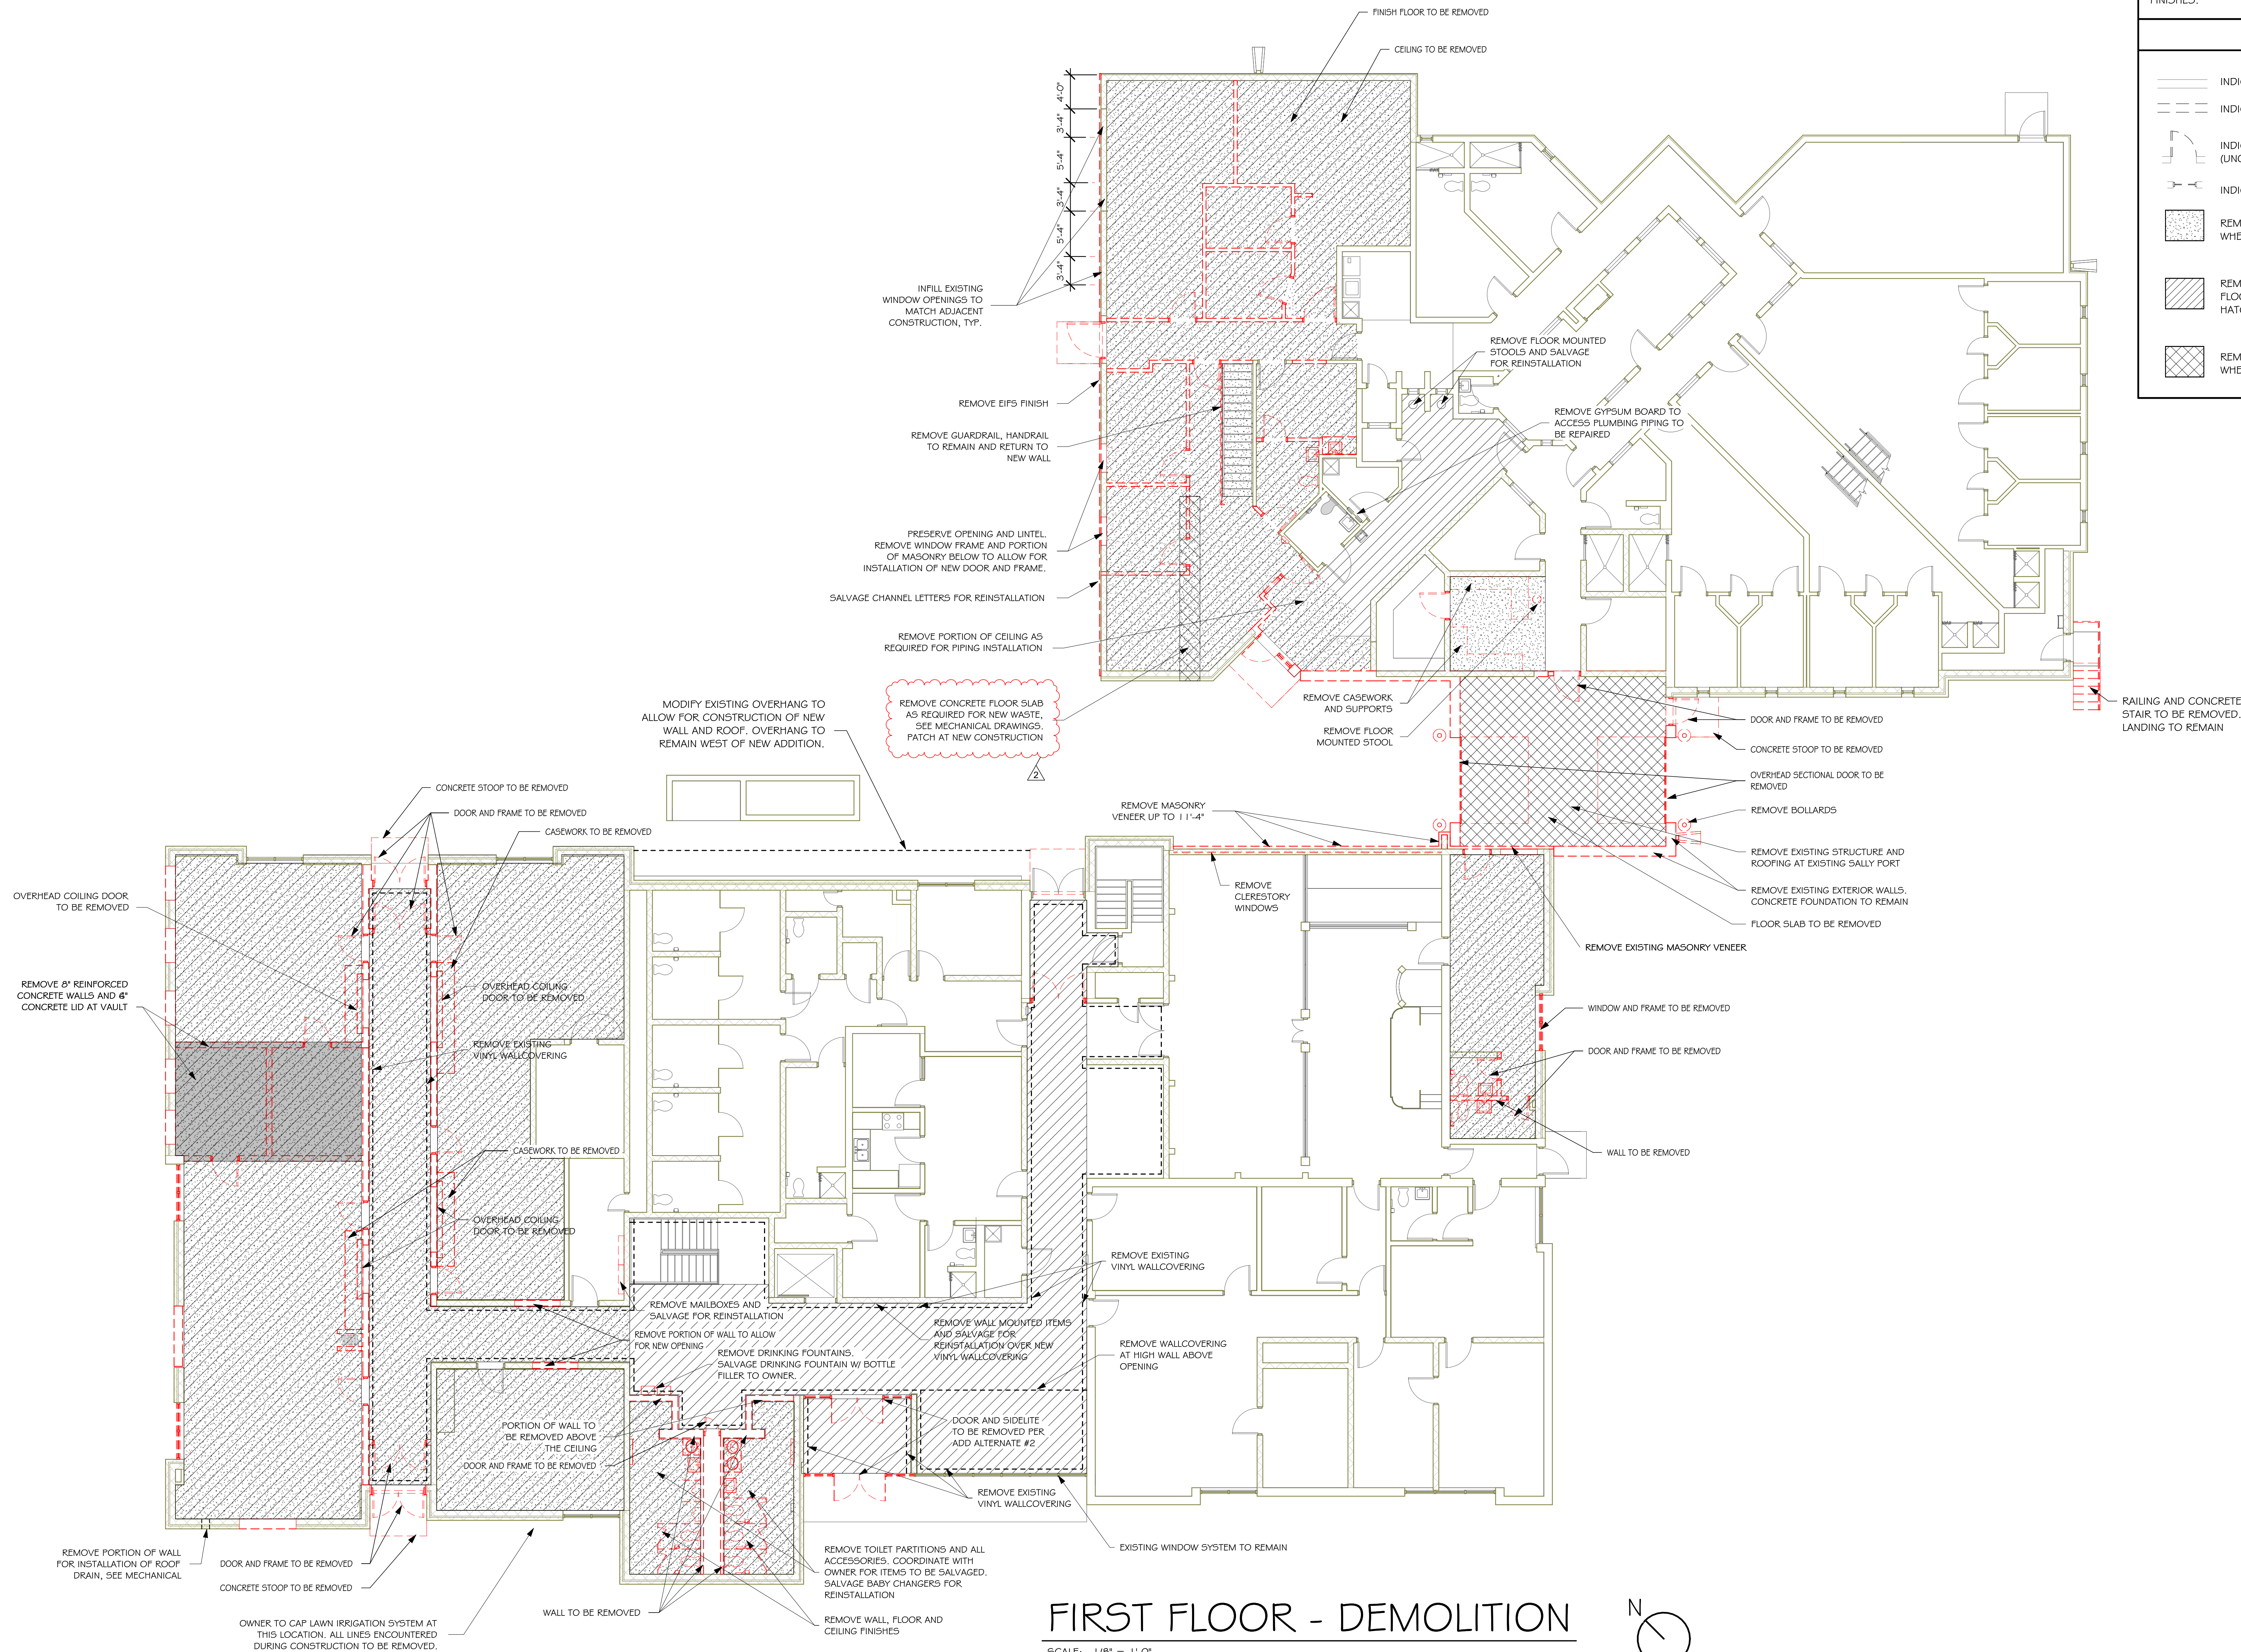 FINISH FLOOR TO BE REMOVED
CEILING TO BE REMOVED
FINISHES.
4'-0"
3'-4"
5'-4"
3'-4"
5'-4"
3'-4"
INFILL EXISTING
WINDOW OPENINGS TO
MATCH ADJACENT
CONSTRUCTION, TYP.
REMOVE EIFS FINISH
REMOVE GUARDRAIL, HANDRAIL
TO REMAIN AND RETURN TO
NEW WALL
PRESERVE OPENING AND LINTEL.
REMOVE WINDOW FRAME AND PORTION
OF MASONRY BELOW TO ALLOW FOR
INSTALLATION OF NEW DOOR AND FRAME.
SALVAGE CHANNEL LETTERS FOR REINSTALLATION
REMOVE PORTION OF CEILING AS
REQUIRED FOR PIPING INSTALLATION
REMOVE CONCRETE FLOOR SLAB
AS REQUIRED FOR NEW WASTE,
SEE MECHANICAL DRAWINGS.
PATCH AT NEW CONSTRUCTION
2
REMOVE FLOOR MOUNTED
STOOLS AND SALVAGE
FOR REINSTALLATION
REMOVE GYPSUM BOARD TO
ACCESS PLUMBING PIPING TO
BE REPAIRED
REMOVE CASEWORK
AND SUPPORTS
REMOVE FLOOR
MOUNTED STOOL
DOOR AND FRAME TO BE REMOVED
CONCRETE STOOP TO BE REMOVED
OVERHEAD SECTIONAL DOOR TO BE
REMOVED
REMOVE BOLLARDS
REMOVE EXISTING STRUCTURE AND
ROOFING AT EXISTING SALLY PORT
REMOVE EXISTING EXTERIOR WALLS.
CONCRETE FOUNDATION TO REMAIN
FLOOR SLAB TO BE REMOVED
REMOVE EXISTING MASONRY VENEER
RAILING AND CONCRETE
STAIR TO BE REMOVED.
LANDING TO REMAIN
WINDOW AND FRAME TO BE REMOVED
DOOR AND FRAME TO BE REMOVED
WALL TO BE REMOVED
MODIFY EXISTING OVERHANG TO
ALLOW FOR CONSTRUCTION OF NEW
WALL AND ROOF. OVERHANG TO
REMAIN WEST OF NEW ADDITION.
REMOVE MASONRY
VENEER UP TO 11'-4"
REMOVE
CLERESTORY
WINDOWS
CONCRETE STOOP TO BE REMOVED
DOOR AND FRAME TO BE REMOVED
CASEWORK TO BE REMOVED
OVERHEAD COILING DOOR
TO BE REMOVED
REMOVE 8" REINFORCED
CONCRETE WALLS AND 6"
CONCRETE LID AT VAULT
OVERHEAD COILING
DOOR TO BE REMOVED
REMOVE EXISTING
VINYL WALLCOVERING
CASEWORK TO BE REMOVED
OVERHEAD COILING
DOOR TO BE REMOVED
REMOVE MAILBOXES AND
SALVAGE FOR REINSTALLATION
REMOVE PORTION OF WALL TO ALLOW
FOR NEW OPENING
REMOVE DRINKING FOUNTAINS.
SALVAGE DRINKING FOUNTAIN W/ BOTTLE
FILLER TO OWNER.
REMOVE WALL MOUNTED ITEMS
AND SALVAGE FOR
REINSTALLATION OVER NEW
VINYL WALLCOVERING
REMOVE EXISTING
VINYL WALLCOVERING
REMOVE WALLCOVERING
AT HIGH WALL ABOVE
OPENING
PORTION OF WALL TO
BE REMOVED ABOVE
THE CEILING
DOOR AND FRAME TO BE REMOVED
DOOR AND SIDELITE
TO BE REMOVED PER
ADD ALTERNATE #2
REMOVE EXISTING
VINYL WALLCOVERING
EXISTING WINDOW SYSTEM TO REMAIN
REMOVE PORTION OF WALL
FOR INSTALLATION OF ROOF
DRAIN, SEE MECHANICAL
DOOR AND FRAME TO BE REMOVED
CONCRETE STOOP TO BE REMOVED
OWNER TO CAP LAWN IRRIGATION SYSTEM AT
THIS LOCATION. ALL LINES ENCOUNTERED
DURING CONSTRUCTION TO BE REMOVED.
WALL TO BE REMOVED
REMOVE TOILET PARTITIONS AND ALL
ACCESSORIES. COORDINATE WITH
OWNER FOR ITEMS TO BE SALVAGED.
SALVAGE BABY CHANGERS FOR
REINSTALLATION
REMOVE WALL, FLOOR AND
CEILING FINISHES
FIRST FLOOR - DEMOLITION
SCALE: 1/8" = 1'-0"
N